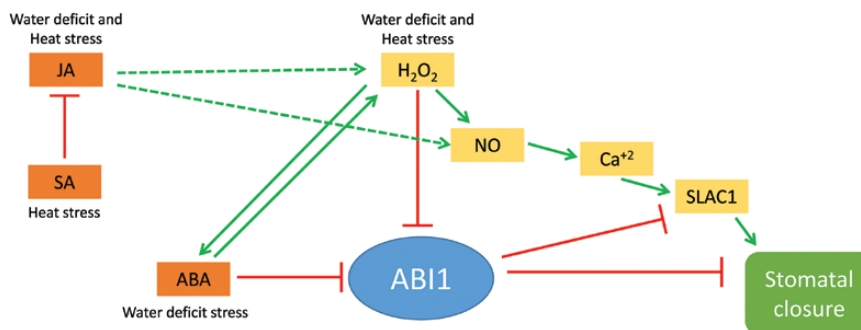 Water deficit and
Heat stress
JA
SA
Heat stress
Water deficit and
Heat stress
H₂O₂
NO
Ca⁺²
SLAC1
ABA
Water deficit stress
ABI1
Stomatal
closure